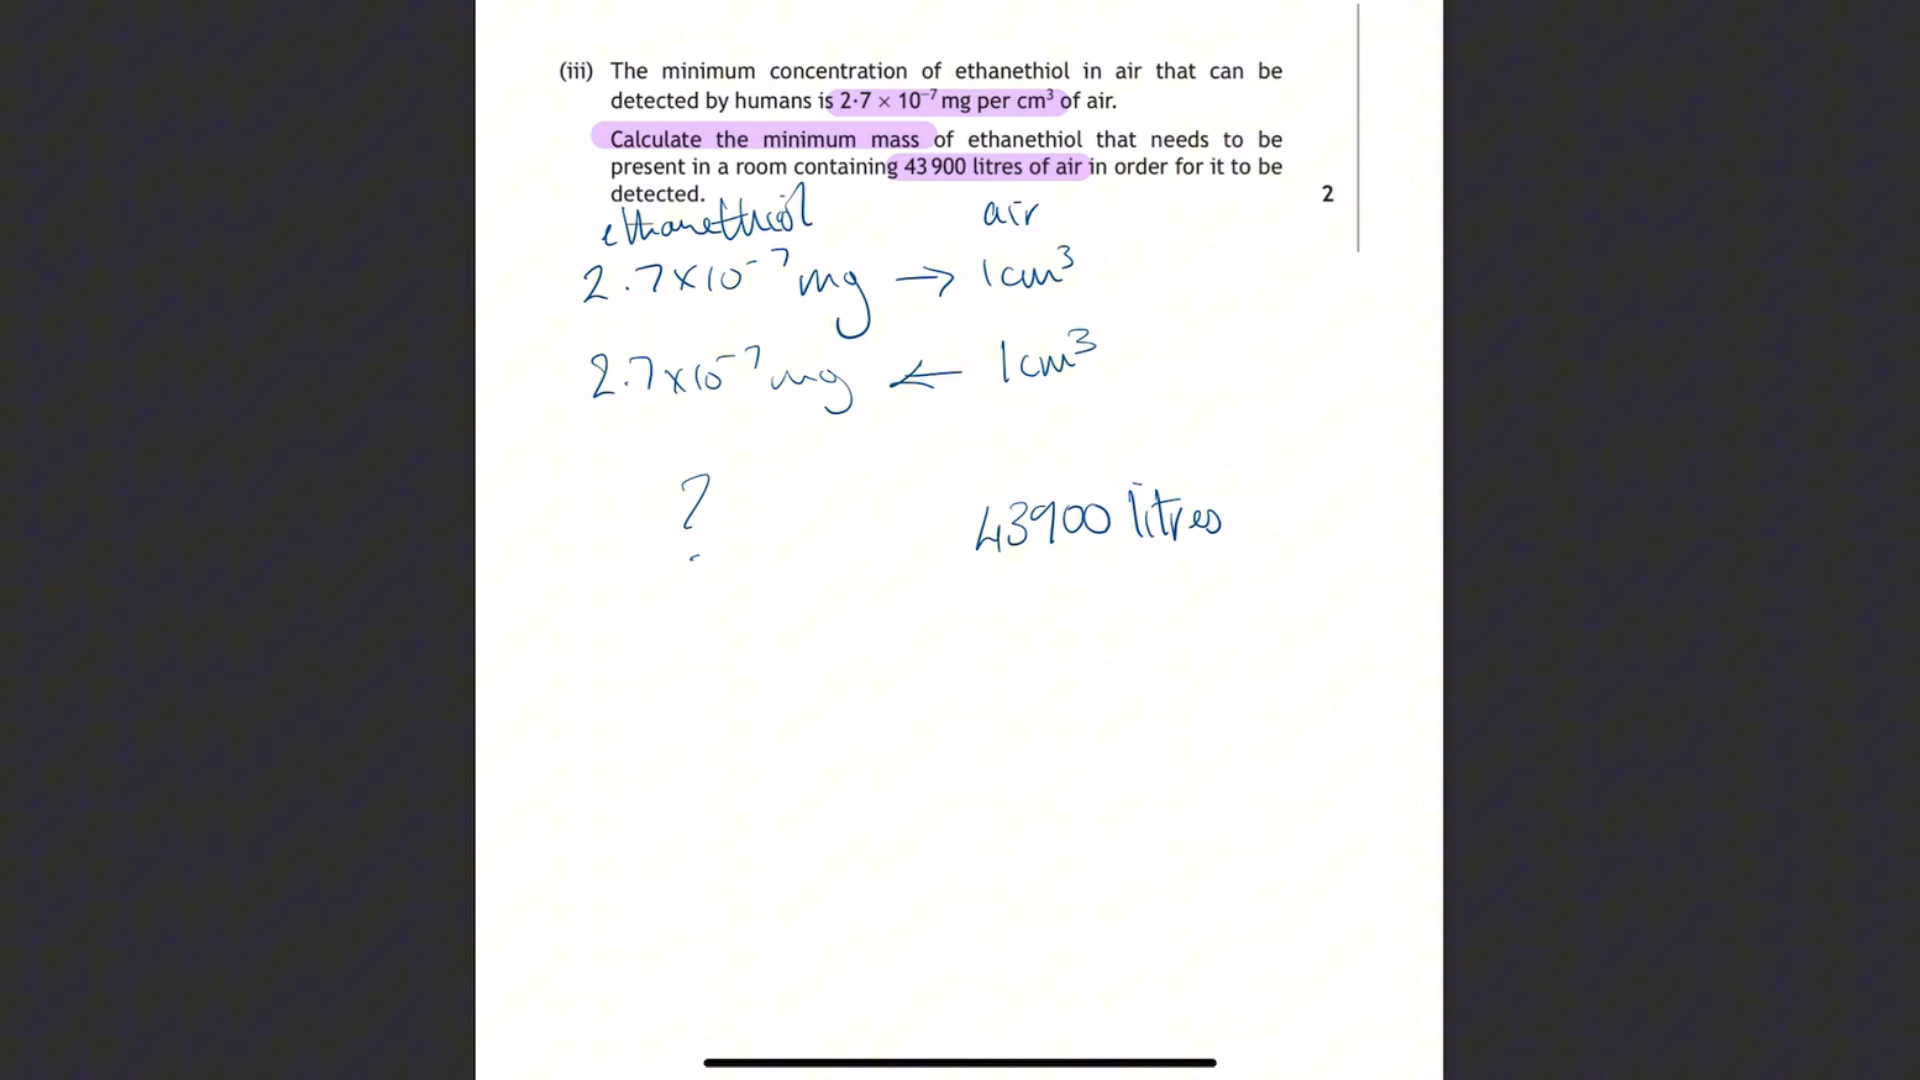 (iii) The minimum concentration of ethanethiol in air that can be
detected by humans is 2·7 × 10⁻⁷ mg per cm³ of air.
Calculate the minimum mass of ethanethiol that needs to be
present in a room containing 43 900 litres of air in order for it to be
detected.
2
ethanethiol air
2.7×10⁻⁷ mg → 1cm³
2.7×10⁻⁷ mg ← 1cm³
? 43900 litres